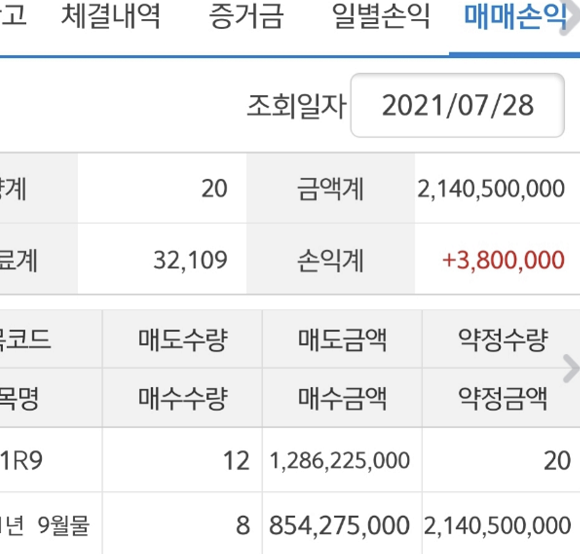 고 체결내역 증거금 일별손익 매매손익
조회일자 2021/07/28
계 20 금액계 2,140,500,000
료계 32,109 손익계 +3,800,000
코드 매도수량 매도금액 약정수량
목명 매수수량 매수금액 약정금액
1R9 12 1,286,225,000 20
년 9월물 8 854,275,000 2,140,500,000